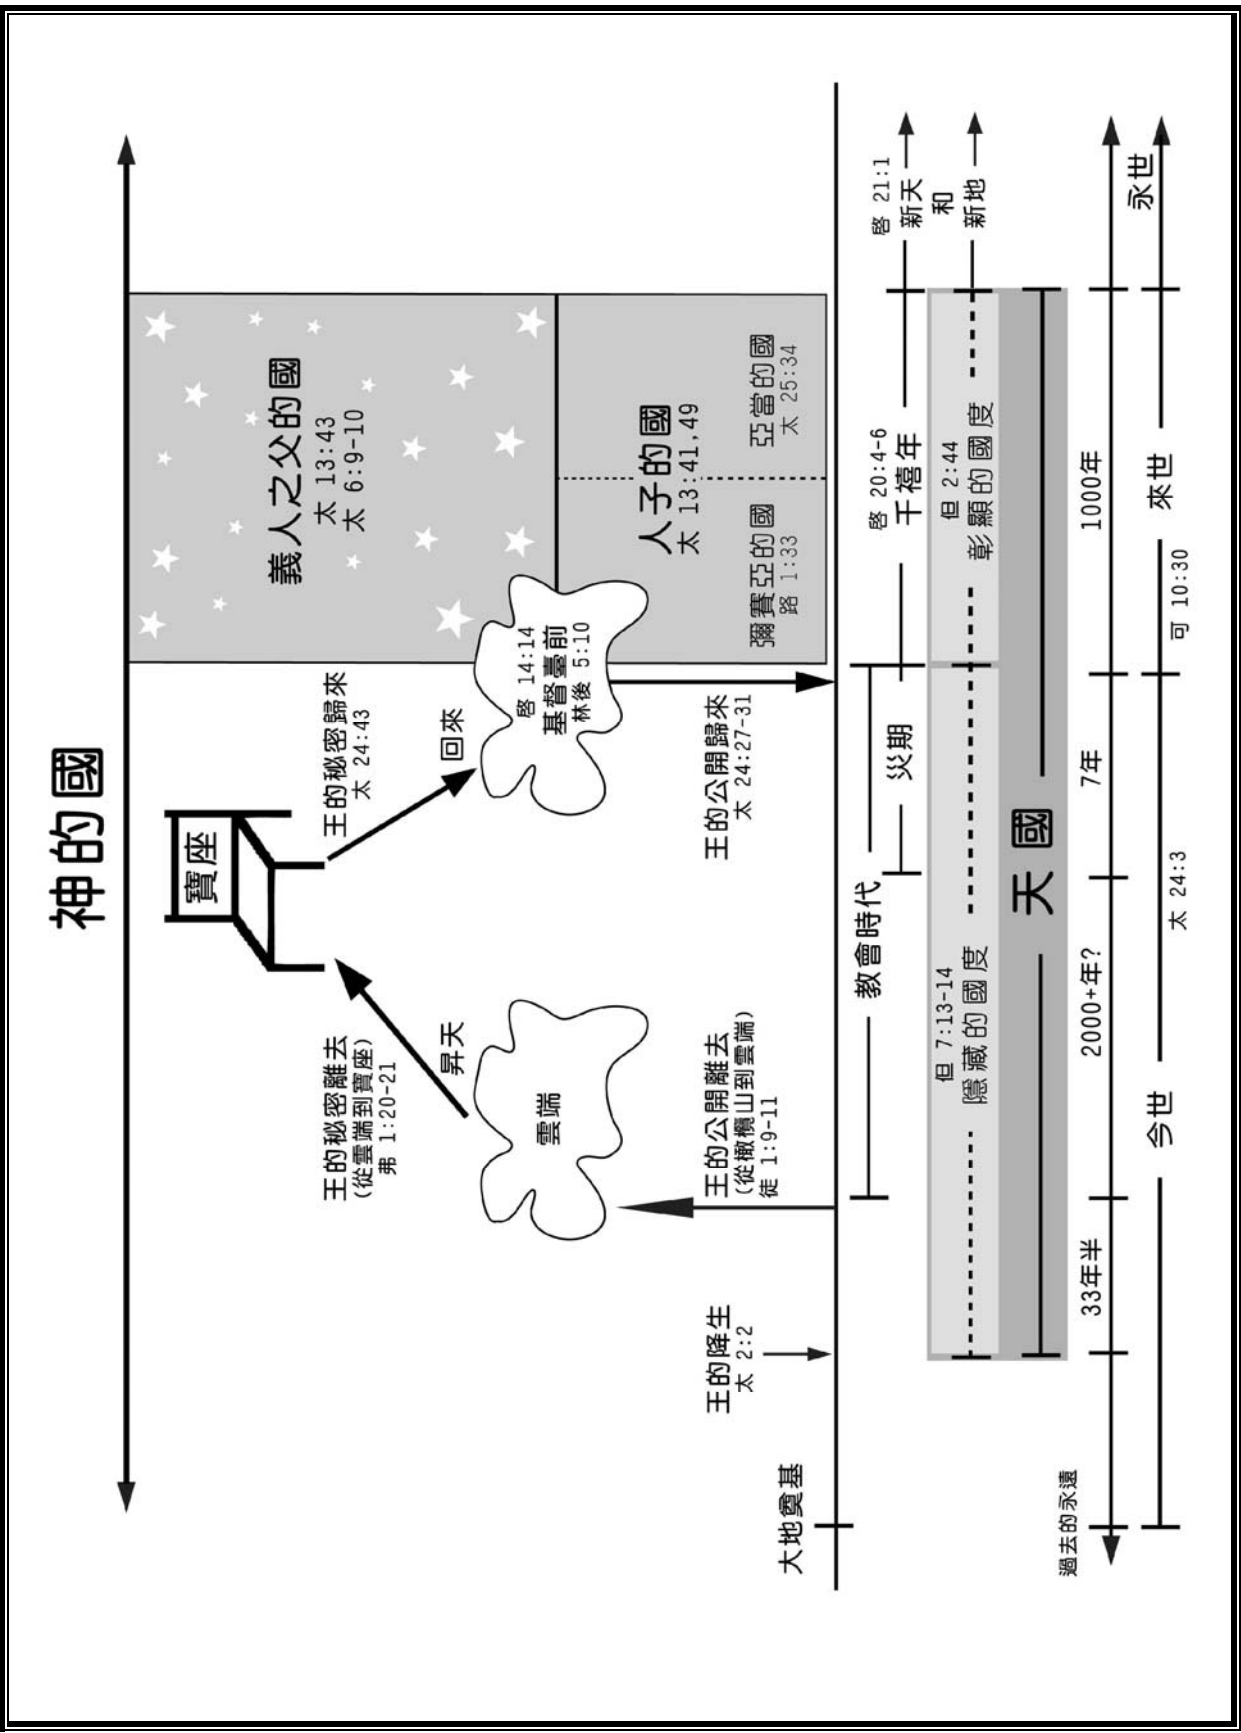 神的國
寶座
王的秘密離去
(從雲端到寶座)
弗 1:20-21
昇天
王的秘密歸來
太 24:43
回來
義人之父的國
太 13:43
太 6:9-10
雲端
啓 14:14
基督臺前
林後 5:10
人子的國
太 13:41,49
彌賽亞的國
路 1:33
亞當的國
太 25:34
大地奠基
王的降生
太 2:2
王的公開離去
(從橄欖山到雲端)
徒 1:9-11
王的公開歸來
太 24:27-31
教會時代
災期
啓 20:4-6
千禧年
啓 21:1
新天
和
新地
但 7:13-14
隱藏的國度
但 2:44
彰顯的國度
天國
過去的永遠
33年半
2000+年?
7年
1000年
今世
太 24:3
來世
可 10:30
永世